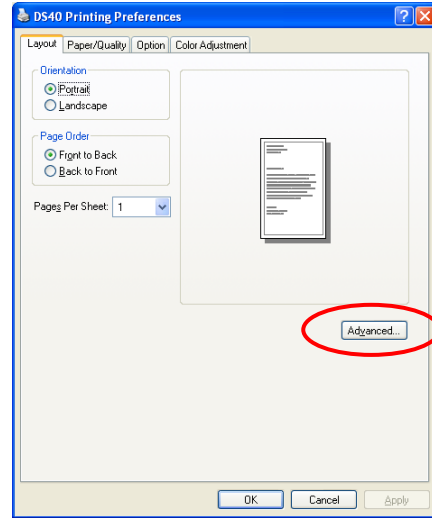 DS40 Printing Preferences
Layout Paper/Quality Option Color Adjustment
Orientation
Portrait
Landscape
Page Order
Front to Back
Back to Front
Pages Per Sheet: 1
Advanced...
OK Cancel Apply